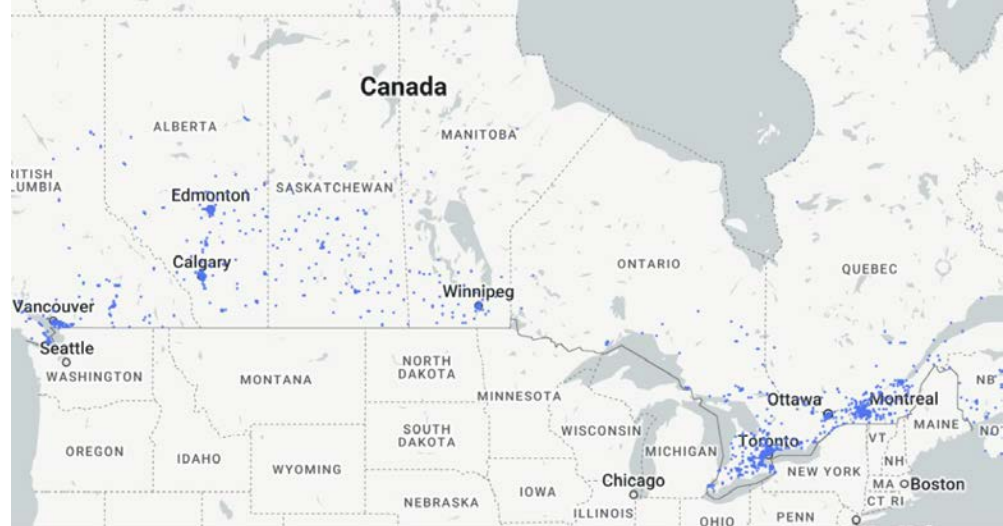 Canada
ALBERTA
MANITOBA
RITISH
LUMBIA
Edmonton
SASKATCHEWAN
Calgary
ONTARIO
QUEBEC
Winnipeg
Vancouver
Seattle
WASHINGTON
NORTH
DAKOTA
MONTANA
MINNESOTA
NB
Ottawa
Montreal
MAINE
NO
OREGON
IDAHO
SOUTH
DAKOTA
WISCONSIN
MICHIGAN
Toronto
VT
NH
WYOMING
NEW YORK
Chicago
MA
Boston
CT RI
NEBRASKA
IOWA
ILLINOIS
OHIO
PENN